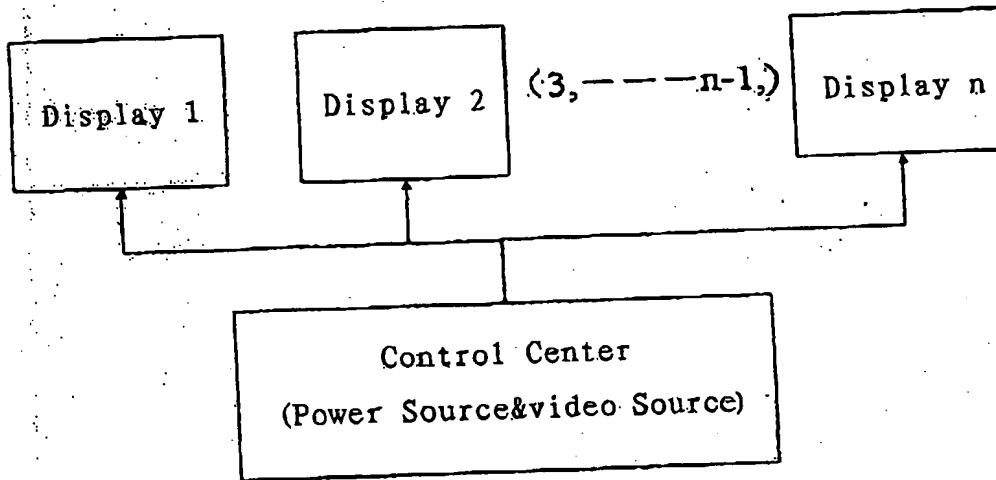 Display 1
Display 2
(3,———n-1,)
Display n
Control Center
(Power Source&video Source)